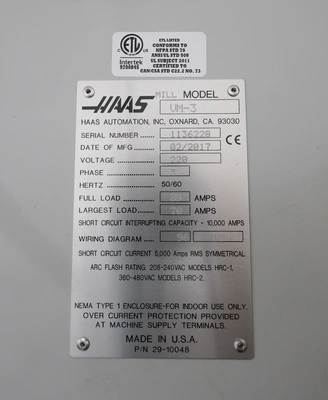 ETL LISTED
CONFORMS TO
NFPA STD 79
ANSI/UL STD 508
UL SUBJECT 2011
CERTIFIED TO
CAN/CSA STD C22.2 NO. 73
ETL
Intertek
9700845
HAAS MILL MODEL
VM-3
HAAS AUTOMATION, INC, OXNARD, CA. 93030
SERIAL NUMBER 1136228
DATE OF MFG 02/2017
VOLTAGE 220
PHASE
HERTZ 50/60
FULL LOAD AMPS
LARGEST LOAD AMPS
SHORT CIRCUIT INTERRUPTING CAPACITY - 10,000 AMPS
WIRING DIAGRAM
SHORT CIRCUIT CURRENT 5,000 AMPS RMS SYMMETRICAL
ARC FLASH RATING: 208-240VAC MODELS HRC-1,
360-480VAC MODELS HRC-2.
NEMA TYPE 1 ENCLOSURE-FOR INDOOR USE ONLY.
OVER CURRENT PROTECTION PROVIDED
AT MACHINE SUPPLY TERMINALS.
MADE IN U.S.A.
P/N 29-10048